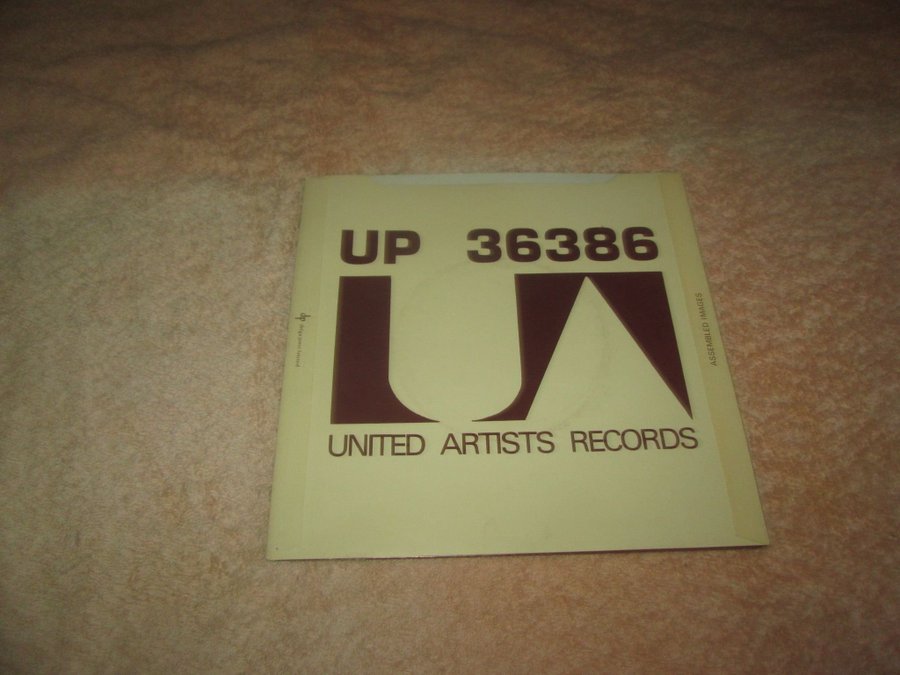 UP 36386
UA
UNITED ARTISTS RECORDS
ASSEMBLED IMAGES